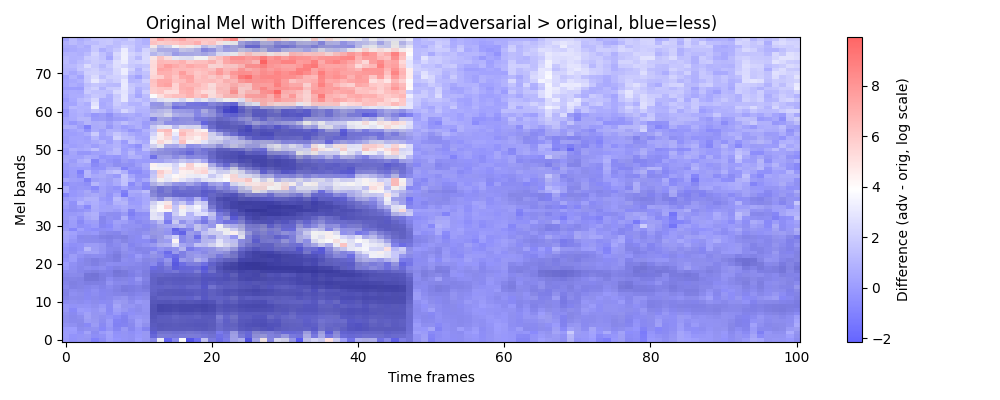 Original Mel with Differences (red=adversarial > original, blue=less)
Mel bands
70
60
50
40
30
20
10
0
0 20 40 60 80 100
Time frames
8
6
4
2
0
−2
Difference (adv - orig, log scale)